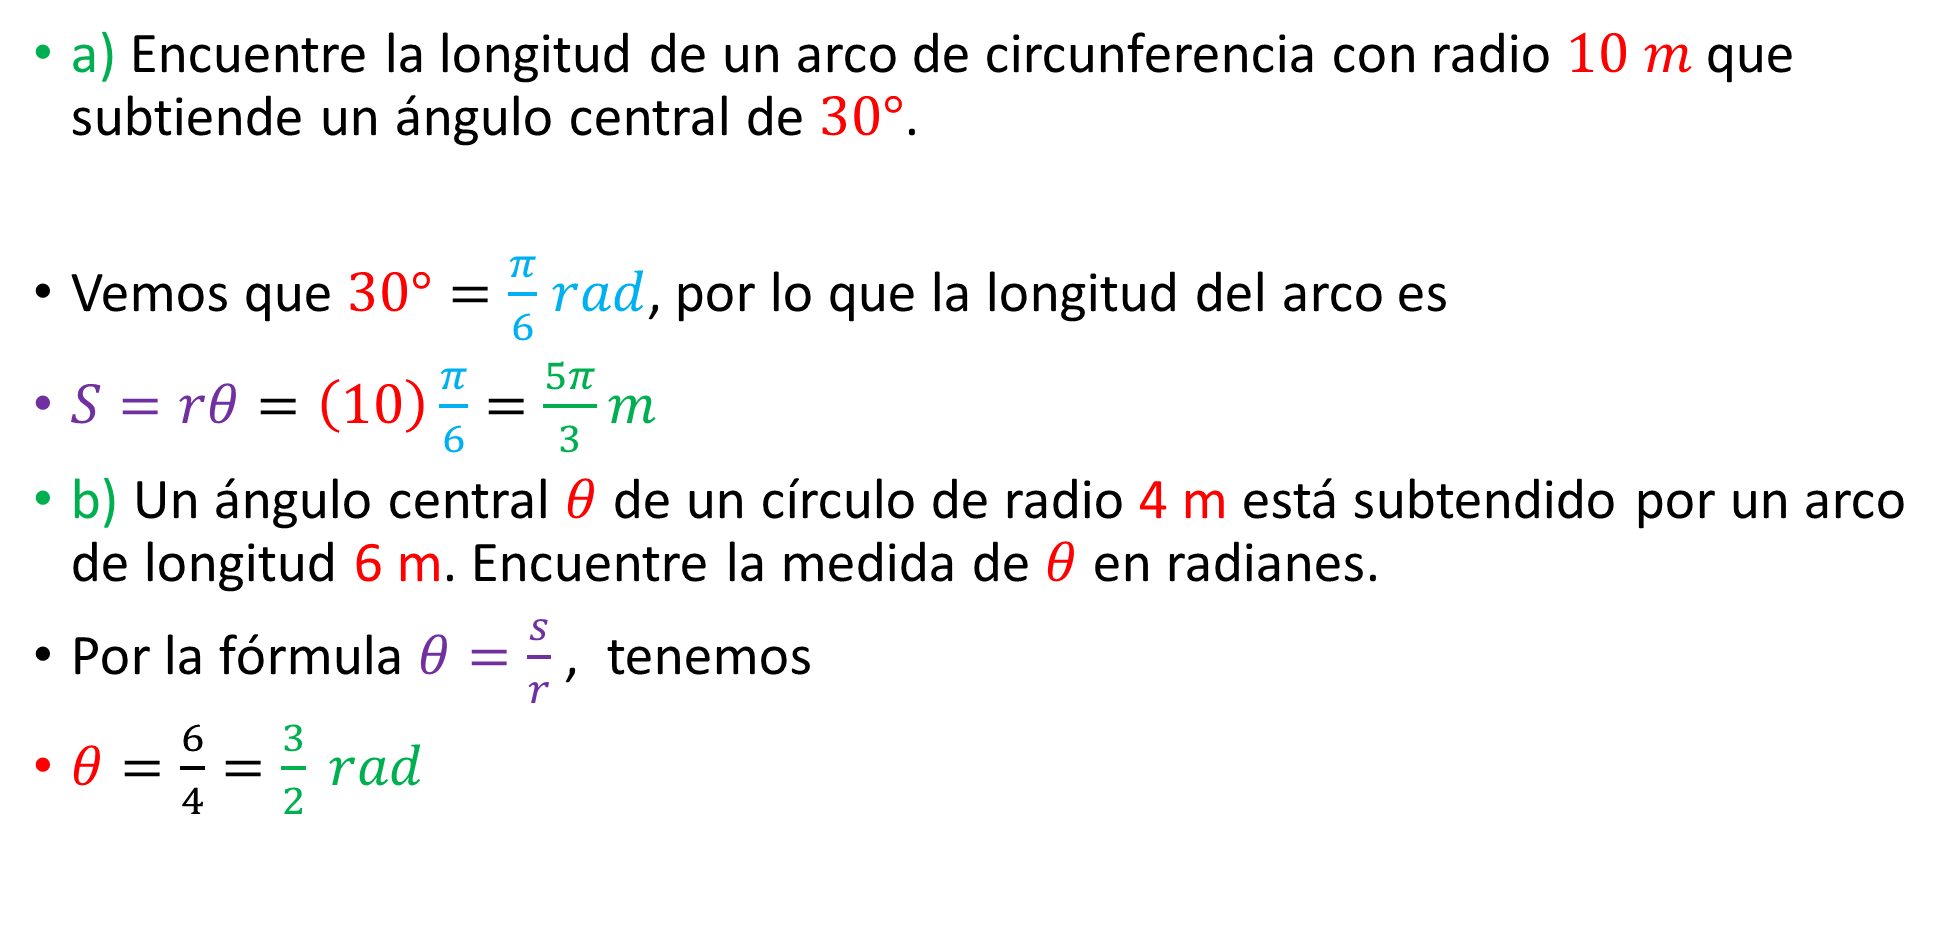 • a) Encuentre la longitud de un arco de circunferencia con radio 10 m que
subtiende un ángulo central de 30°.
• Vemos que 30° = π/6 rad, por lo que la longitud del arco es
• S = rθ = (10) π/6 = 5π/3 m
• b) Un ángulo central θ de un círculo de radio 4 m está subtendido por un arco
de longitud 6 m. Encuentre la medida de θ en radianes.
• Por la fórmula θ = s/r , tenemos
• θ = 6/4 = 3/2 rad